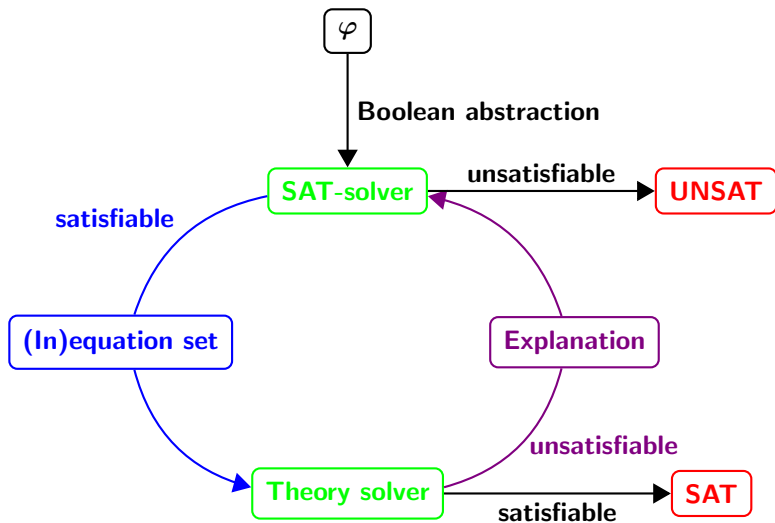 φ
Boolean abstraction
SAT-solver
unsatisfiable
UNSAT
satisfiable
(In)equation set
Explanation
unsatisfiable
Theory solver
satisfiable
SAT